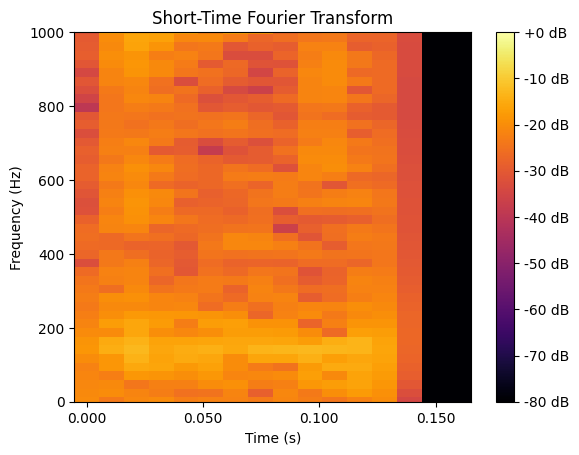 Short-Time Fourier Transform
1000
800
600
400
200
0
Frequency (Hz)
0.000
0.050
0.100
0.150
Time (s)
+0 dB
-10 dB
-20 dB
-30 dB
-40 dB
-50 dB
-60 dB
-70 dB
-80 dB